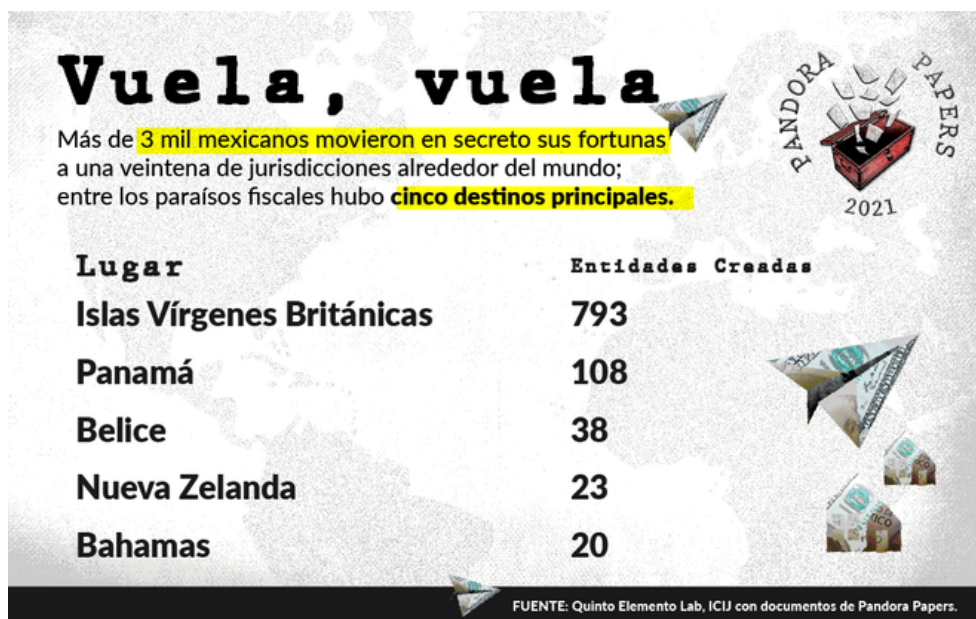 Vuela, vuela
Más de 3 mil mexicanos movieron en secreto sus fortunas
a una veintena de jurisdicciones alrededor del mundo;
entre los paraísos fiscales hubo cinco destinos principales.
PANDORA PAPERS
2021
Lugar Entidades Creadas
Islas Vírgenes Británicas 793
Panamá 108
Belice 38
Nueva Zelanda 23
Bahamas 20
FUENTE: Quinto Elemento Lab, ICIJ con documentos de Pandora Papers.